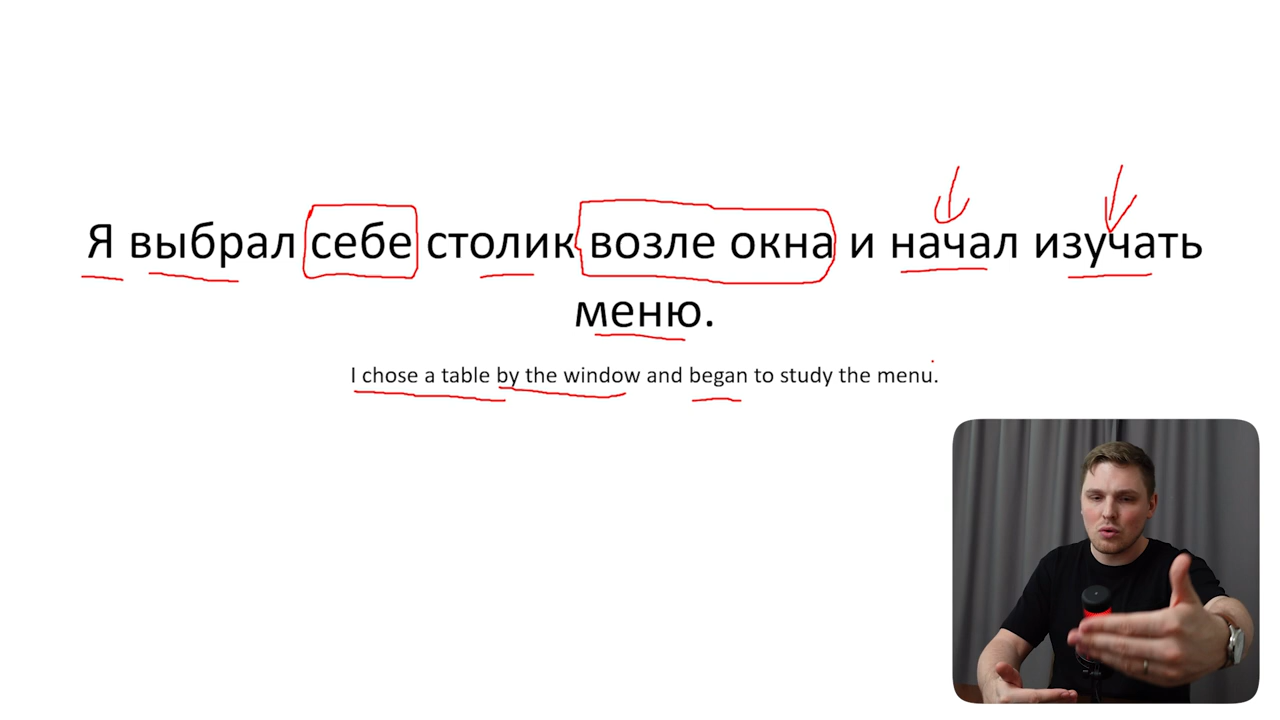 Я выбрал себе столик возле окна и начал изучать
меню.
I chose a table by the window and began to study the menu.